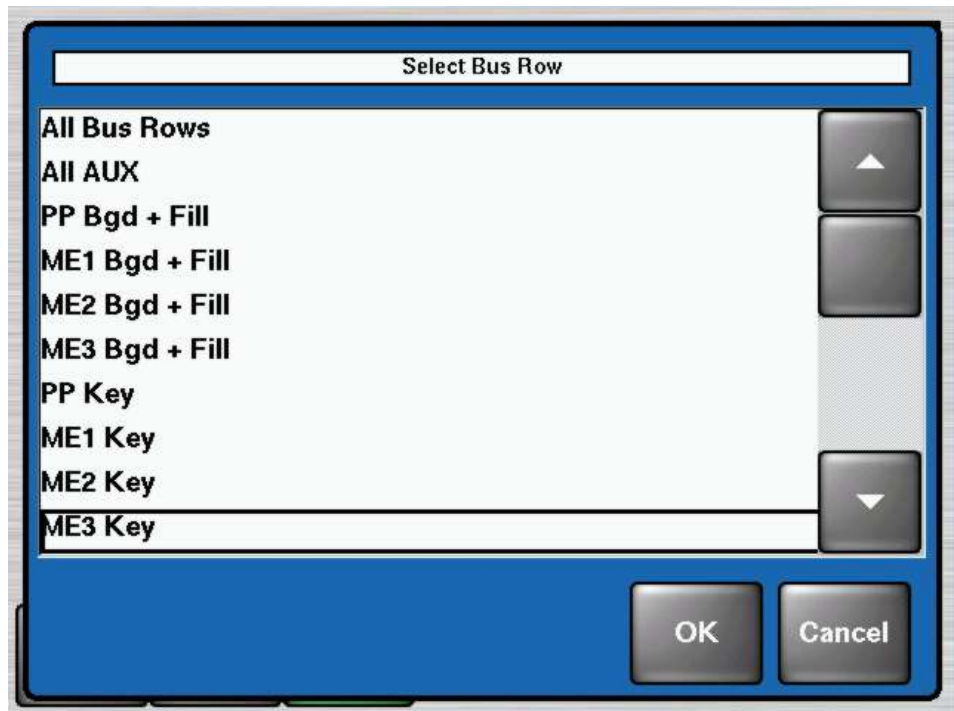 Select Bus Row
All Bus Rows
All AUX
PP Bgd + Fill
ME1 Bgd + Fill
ME2 Bgd + Fill
ME3 Bgd + Fill
PP Key
ME1 Key
ME2 Key
ME3 Key
OK
Cancel